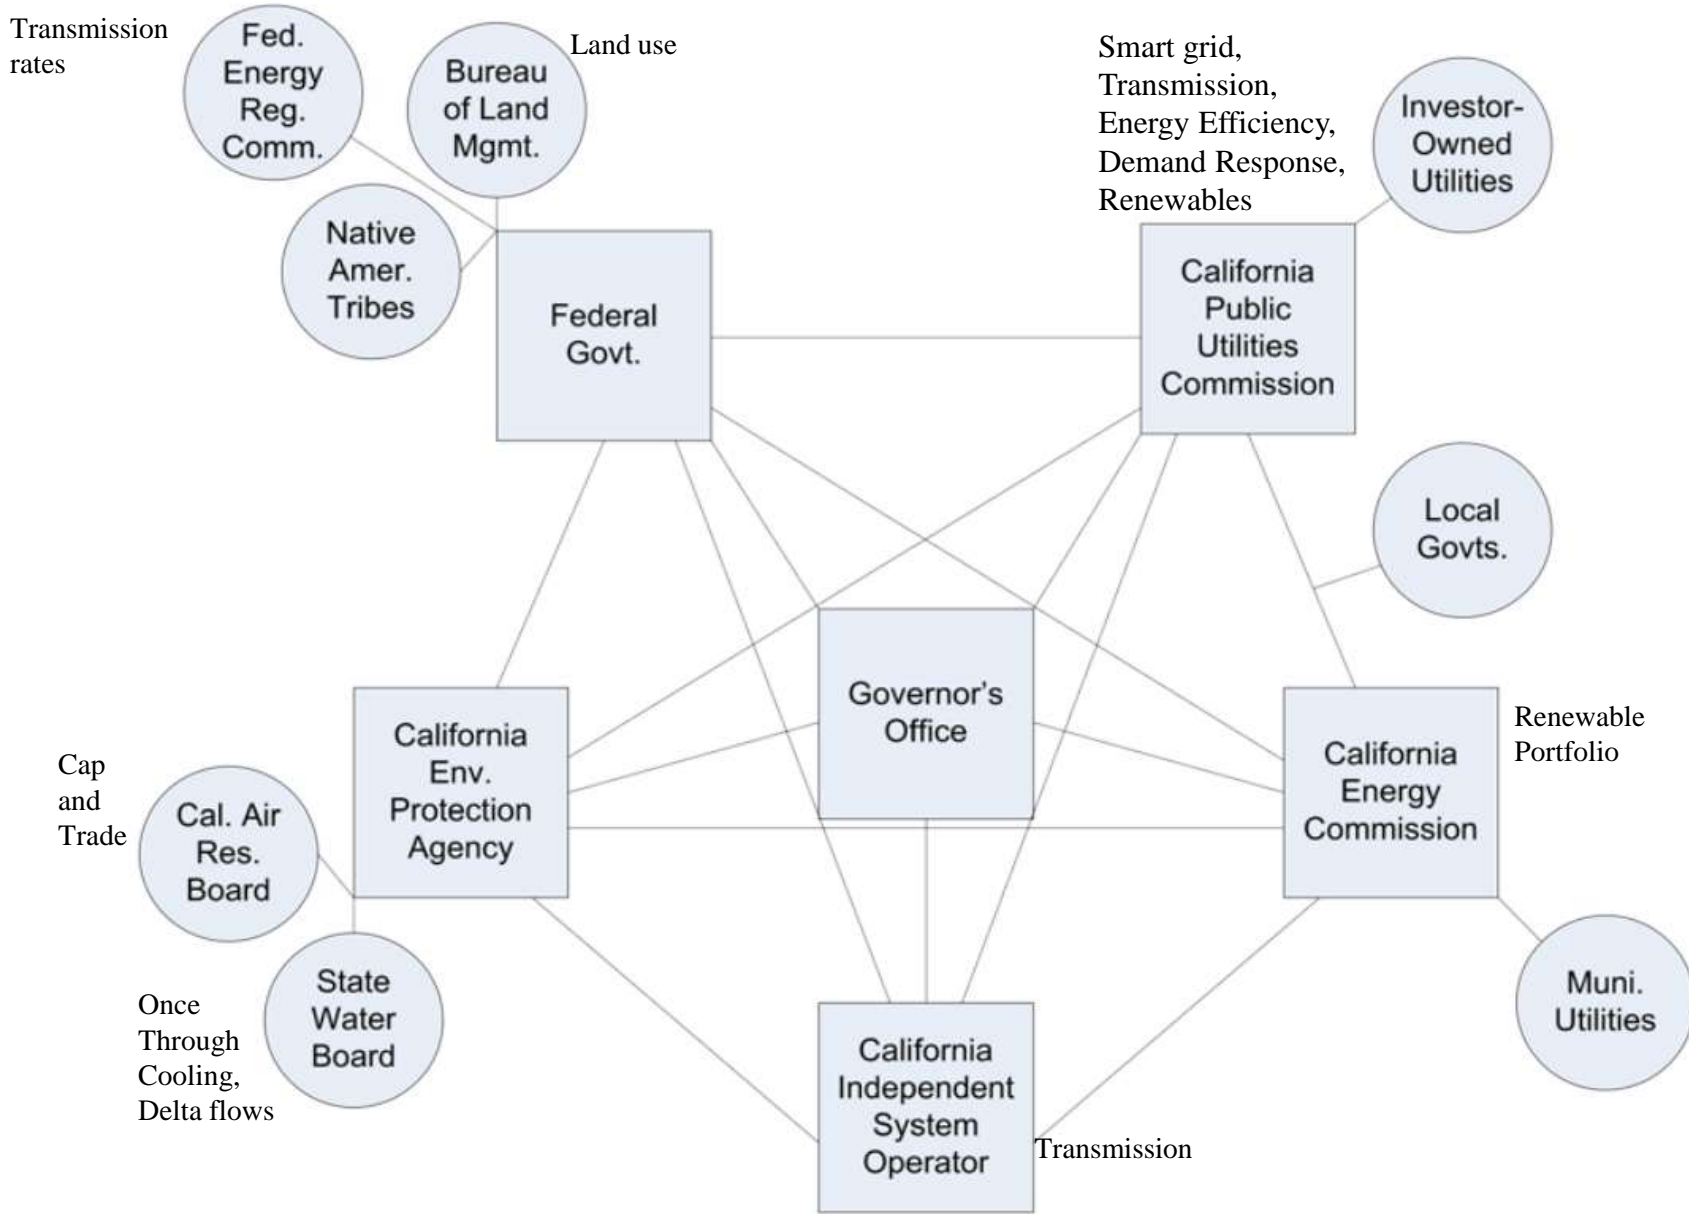 Transmission
rates
Fed.
Energy
Reg.
Comm.
Bureau
of Land
Mgmt.
Land use
Native
Amer.
Tribes
Federal
Govt.
Smart grid,
Transmission,
Energy Efficiency,
Demand Response,
Renewables
Investor-
Owned
Utilities
California
Public
Utilities
Commission
Local
Govts.
Governor's
Office
California
Env.
Protection
Agency
Cap
and
Trade
Cal. Air
Res.
Board
State
Water
Board
Once
Through
Cooling,
Delta flows
California
Energy
Commission
Renewable
Portfolio
Muni.
Utilities
California
Independent
System
Operator
Transmission